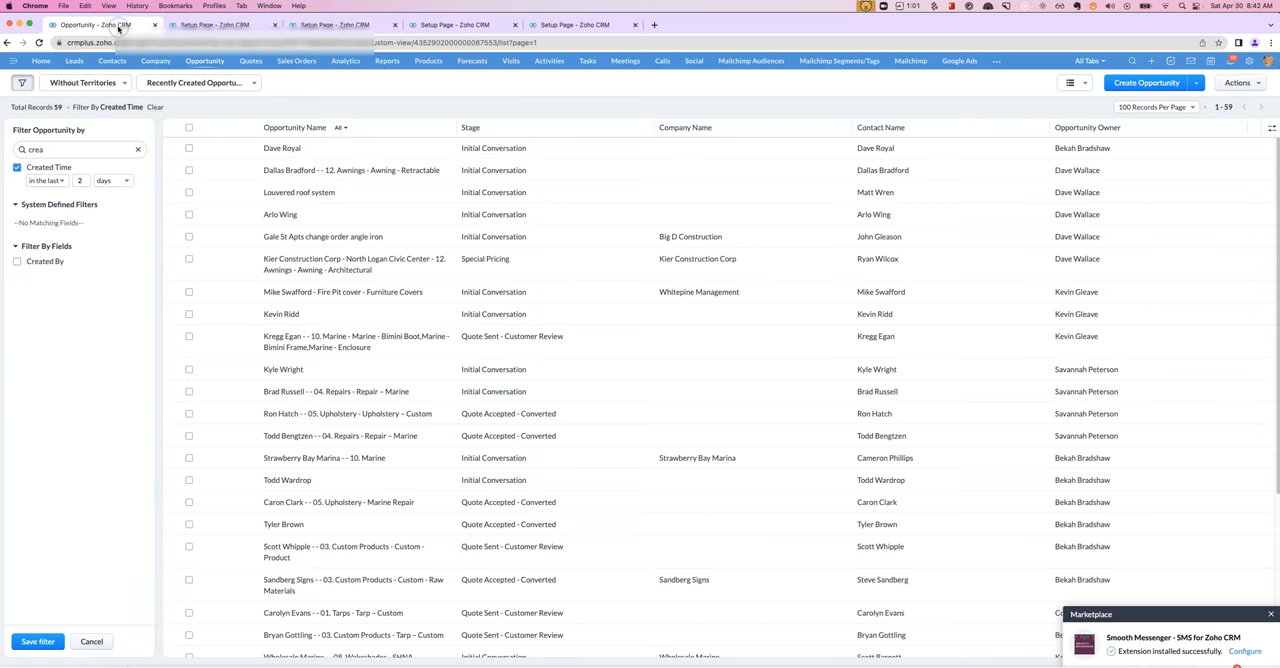 Chrome File Edit View History Bookmarks Profiles Tab Window Help 1:01 Sat Apr 30 8:42 AM
Opportunity - Zoho CRM Setup Page - Zoho CRM Setup Page - Zoho CRM Setup Page - Zoho CRM Setup Page - Zoho CRM
crmplus.zoho. ustom-view/4352902000000087553/list?page=1
Home Leads Contacts Company Opportunity Quotes Sales Orders Analytics Reports Products Forecasts Visits Activities Tasks Meetings Calls Social Mailchimp Audiences Mailchimp Segments/Tags Mailchimp Google Ads ... All Tabs
Without Territories Recently Created Opportu... Create Opportunity Actions
Total Records 59 Filter By Created Time Clear 100 Records Per Page 1 - 59
Filter Opportunity by
crea
Created Time
in the last 2 days
System Defined Filters
--No Matching Fields--
Filter By Fields
Created By
Save filter Cancel
Opportunity Name All Stage Company Name Contact Name Opportunity Owner
Dave Royal Initial Conversation Dave Royal Bekah Bradshaw
Dallas Bradford - - 12. Awnings - Awning - Retractable Initial Conversation Dallas Bradford Dave Wallace
Louvered roof system Initial Conversation Matt Wren Dave Wallace
Arlo Wing Initial Conversation Arlo Wing Dave Wallace
Gale St Apts change order angle iron Initial Conversation Big D Construction John Gleason Dave Wallace
Kier Construction Corp - North Logan Civic Center - 12. Special Pricing Kier Construction Corp Ryan Wilcox Dave Wallace
Awnings - Awning - Architectural
Mike Swafford - Fire Pit cover - Furniture Covers Initial Conversation Whitepine Management Mike Swafford Kevin Gleave
Kevin Ridd Initial Conversation Kevin Ridd Kevin Gleave
Kregg Egan - - 10. Marine - Marine - Bimini Boot,Marine - Quote Sent - Customer Review Kregg Egan Kevin Gleave
Bimini Frame,Marine - Enclosure
Kyle Wright Initial Conversation Kyle Wright Savannah Peterson
Brad Russell - - 04. Repairs - Repair – Marine Initial Conversation Brad Russell Savannah Peterson
Ron Hatch - - 05. Upholstery - Upholstery – Custom Quote Accepted - Converted Ron Hatch Savannah Peterson
Todd Bengtzen - - 04. Repairs - Repair – Marine Quote Accepted - Converted Todd Bengtzen Savannah Peterson
Strawberry Bay Marina - - 10. Marine Initial Conversation Strawberry Bay Marina Cameron Phillips Bekah Bradshaw
Todd Wardrop Initial Conversation Todd Wardrop Bekah Bradshaw
Caron Clark - - 05. Upholstery - Marine Repair Quote Accepted - Converted Caron Clark Bekah Bradshaw
Tyler Brown Quote Accepted - Converted Tyler Brown Bekah Bradshaw
Scott Whipple - - 03. Custom Products - Custom - Quote Sent - Customer Review Scott Whipple Bekah Bradshaw
Product
Sandberg Signs - - 03. Custom Products - Custom - Raw Quote Accepted - Converted Sandberg Signs Steve Sandberg Bekah Bradshaw
Materials
Carolyn Evans - - 01. Tarps - Tarp – Custom Quote Sent - Customer Review Carolyn Evans
Bryan Gottling - - 03. Custom Products - Tarp – Custom Quote Sent - Customer Review Bryan Gottling
Marketplace
Smooth Messenger - SMS for Zoho CRM
Extension installed successfully. Configure